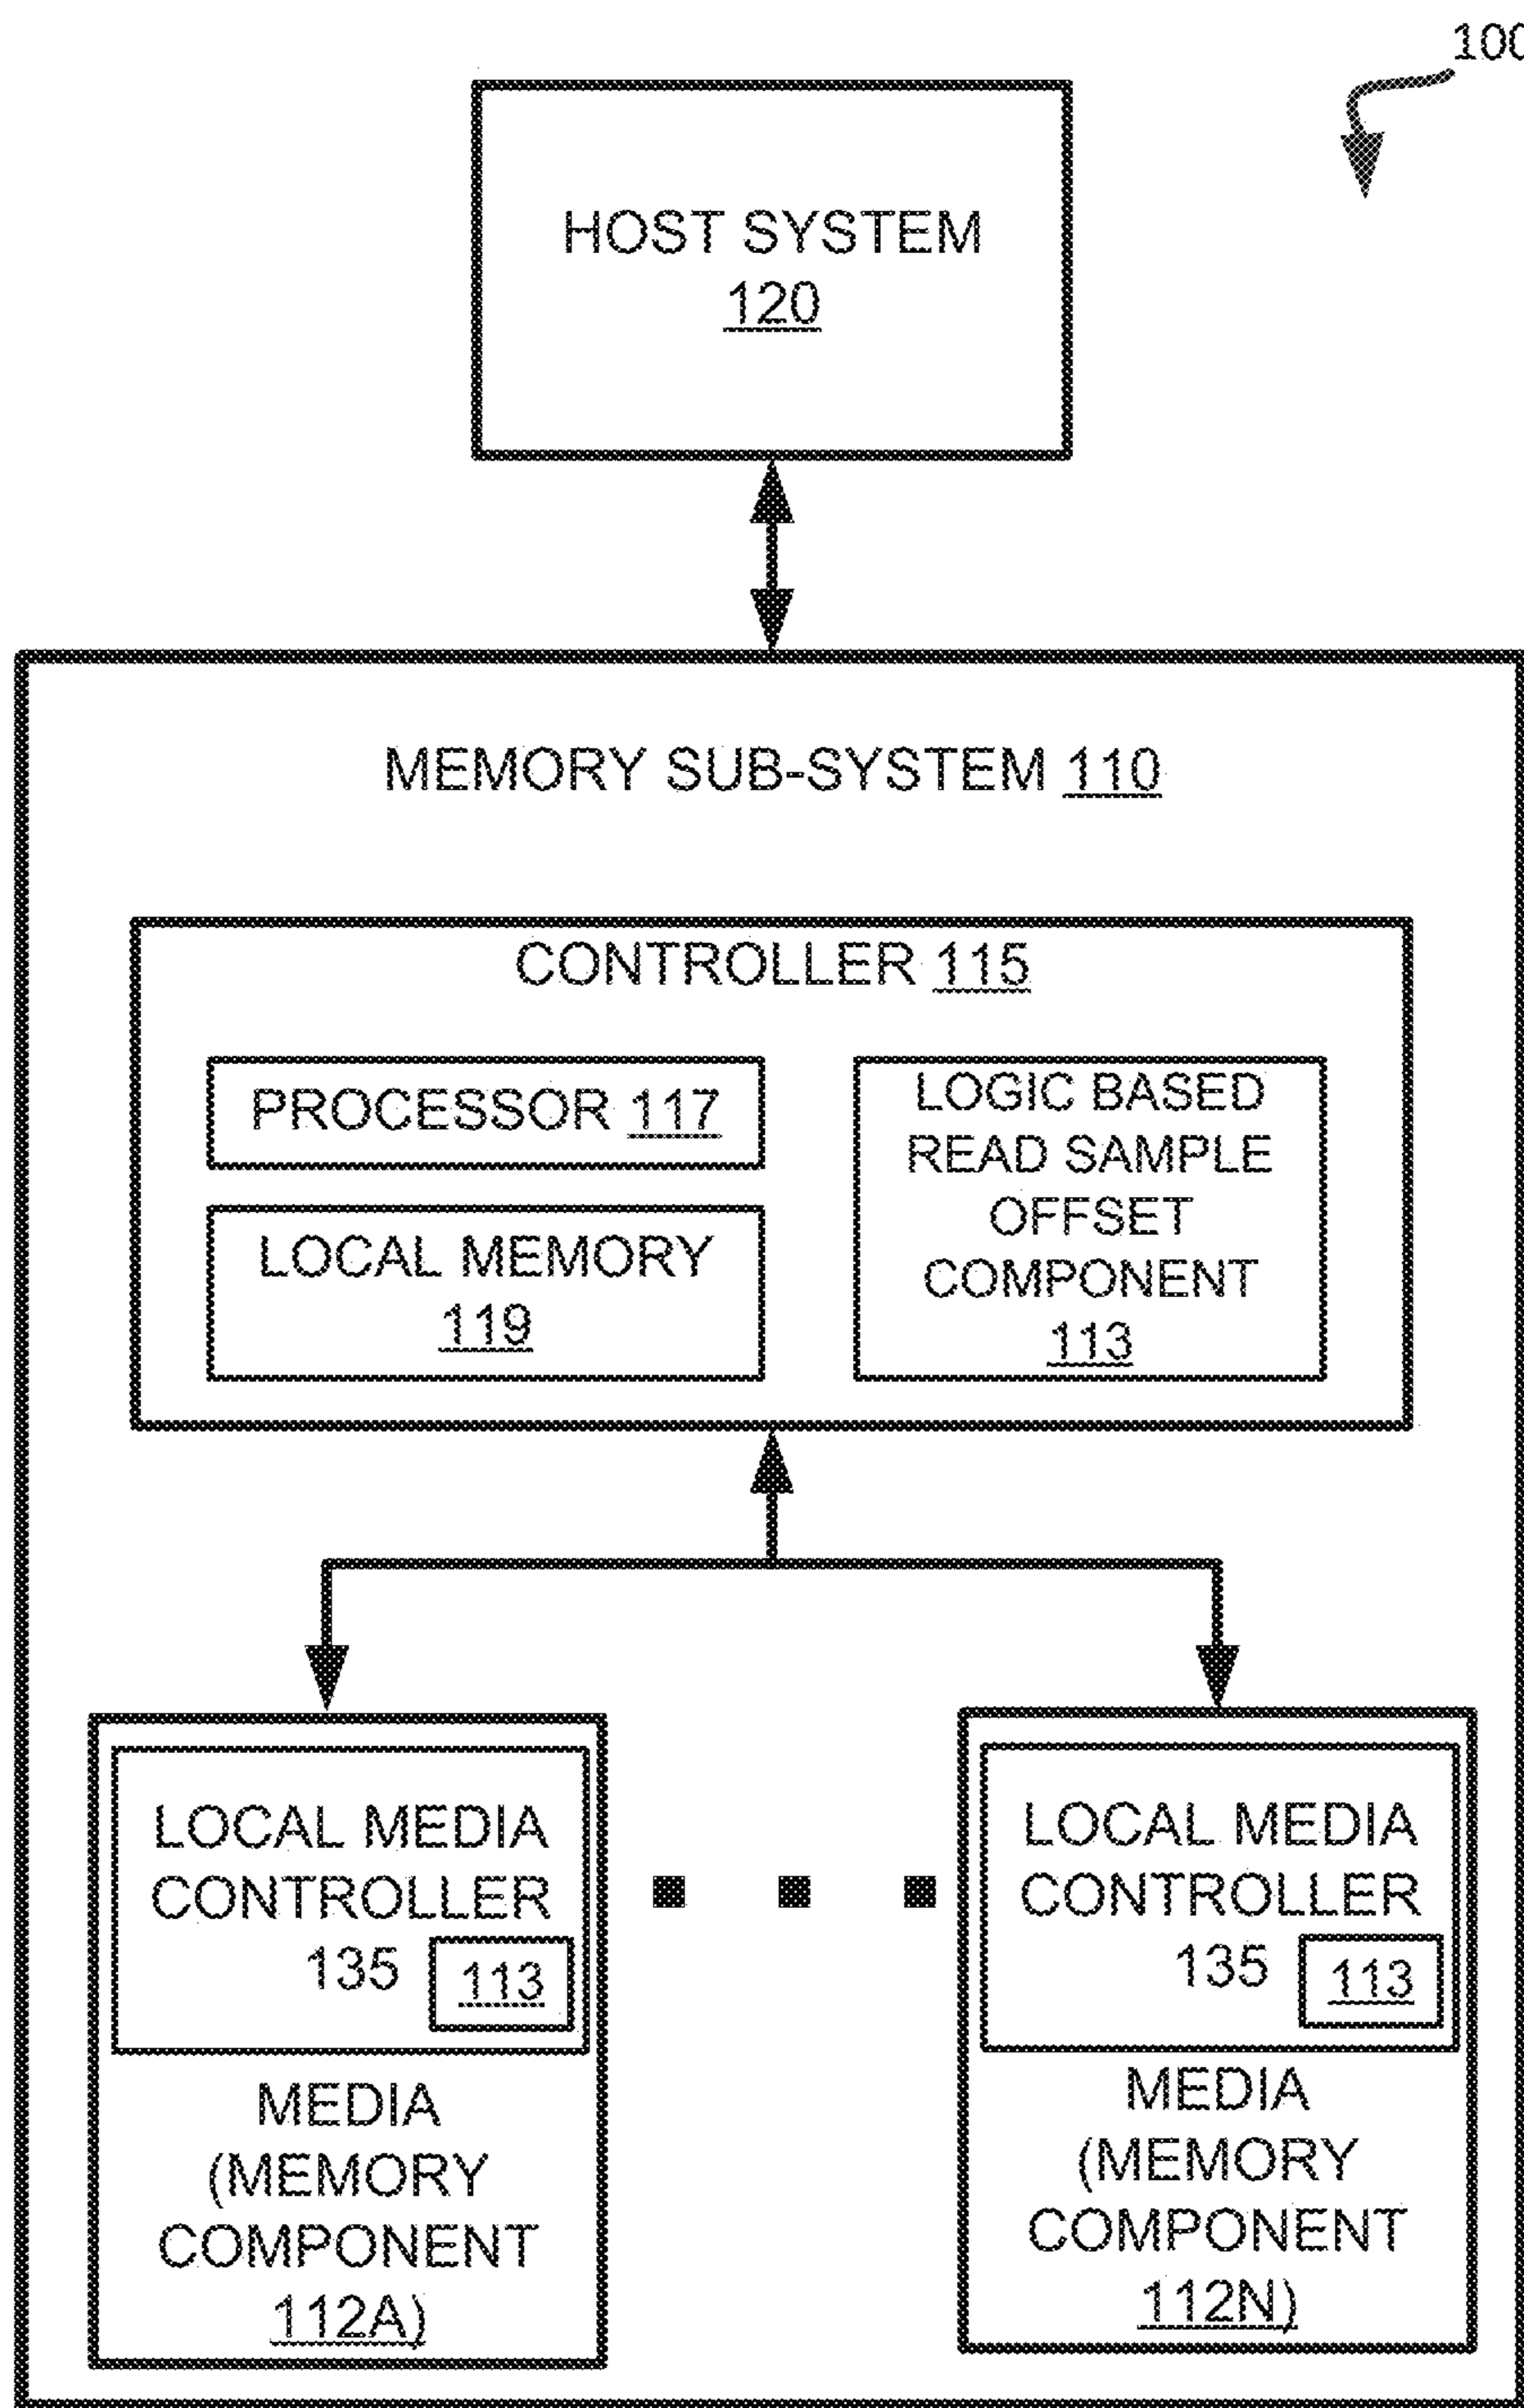 100
HOST SYSTEM
120
MEMORY SUB-SYSTEM 110
CONTROLLER 115
PROCESSOR 117
LOCAL MEMORY
119
LOGIC BASED
READ SAMPLE
OFFSET
COMPONENT
113
LOCAL MEDIA
CONTROLLER
135
113
MEDIA
(MEMORY
COMPONENT
112A)
LOCAL MEDIA
CONTROLLER
135
113
MEDIA
(MEMORY
COMPONENT
112N)